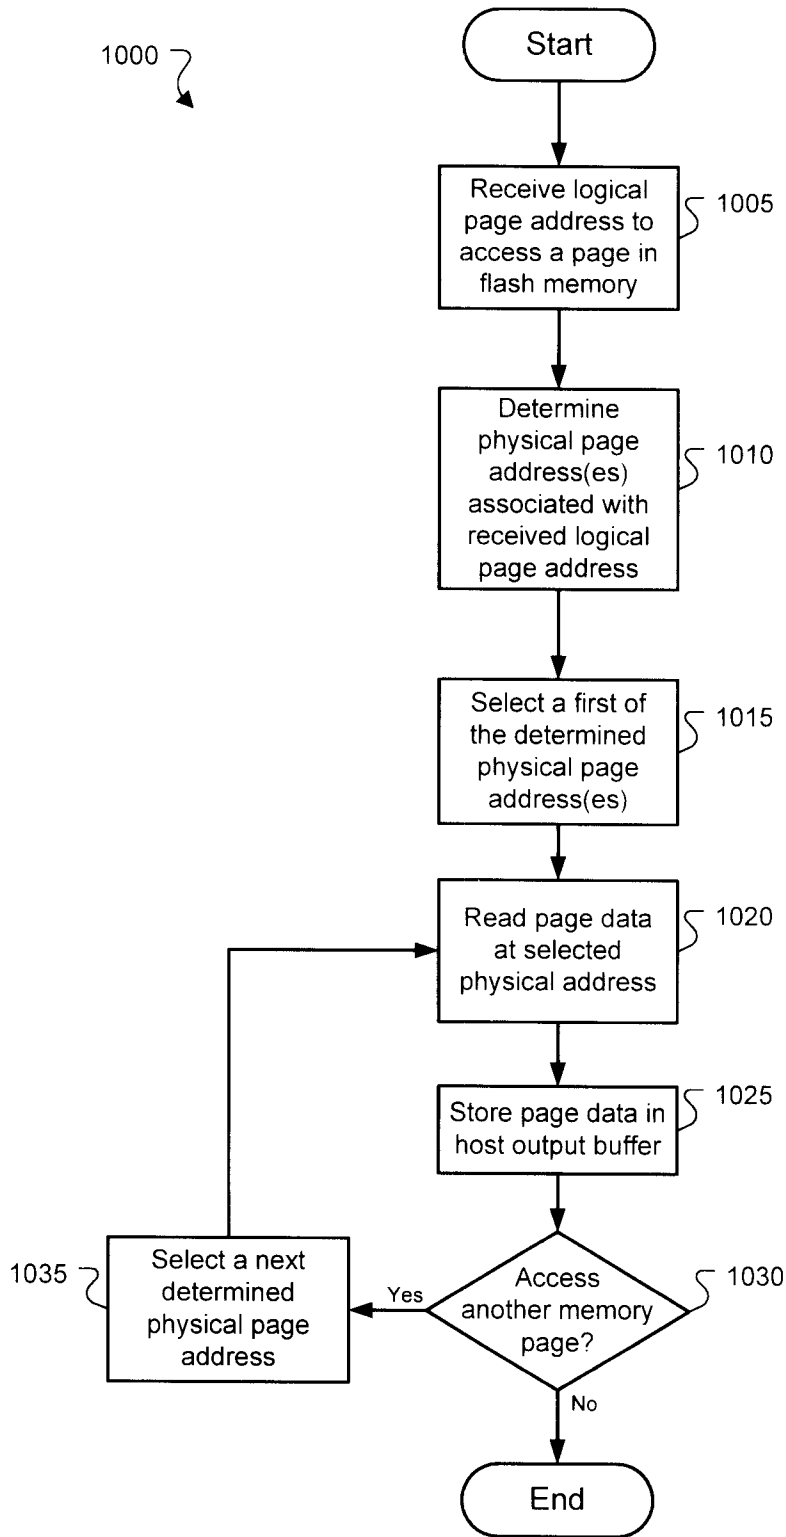 Start
1000
Receive logical
page address to
access a page in
flash memory
1005
Determine
physical page
address(es)
associated with
received logical
page address
1010
Select a first of
the determined
physical page
address(es)
1015
Read page data
at selected
physical address
1020
Store page data in
host output buffer
1025
Access
another memory
page?
1030
Yes
Select a next
determined
physical page
address
1035
No
End